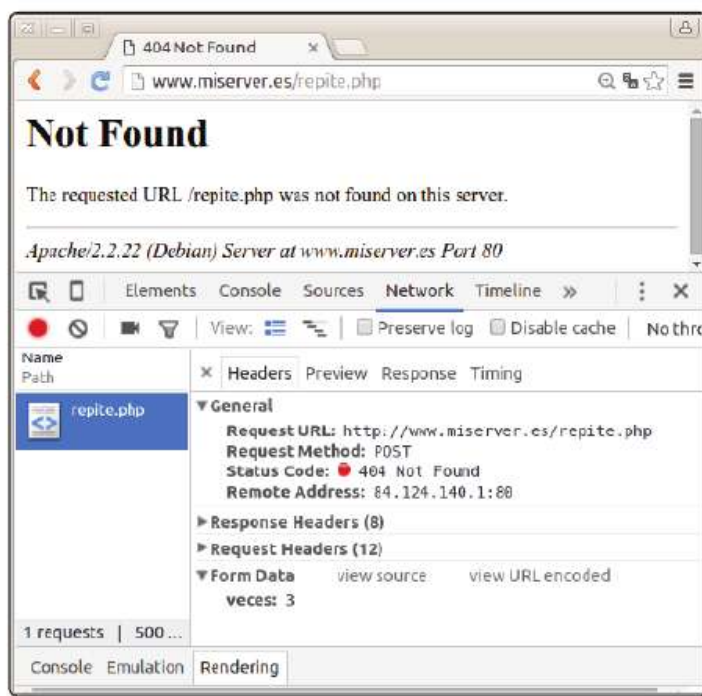 404 Not Found
www.miserver.es/repite.php
Not Found
The requested URL /repite.php was not found on this server.
Apache/2.2.22 (Debian) Server at www.miserver.es Port 80
Elements Console Sources Network Timeline »
View: Preserve log Disable cache No thro
Name
Path
Headers Preview Response Timing
repite.php
General
Request URL: http://www.miserver.es/repite.php
Request Method: POST
Status Code: 404 Not Found
Remote Address: 84.124.140.1:80
Response Headers (8)
Request Headers (12)
Form Data view source view URL encoded
veces: 3
1 requests | 500 ...
Console Emulation Rendering